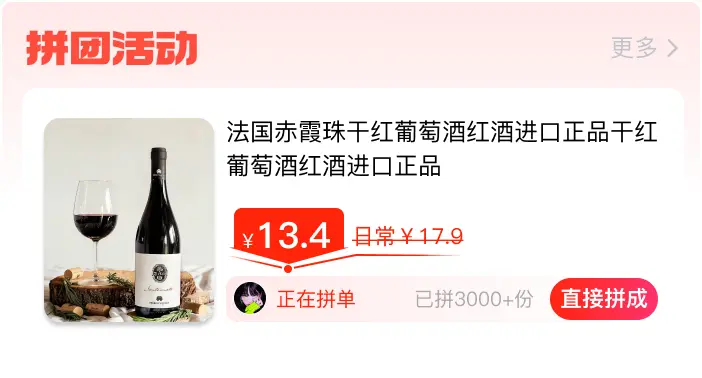 拼团活动
更多
法国赤霞珠干红葡萄酒红酒进口正品干红
葡萄酒红酒进口正品
¥13.4 日常¥17.9
正在拼单 已拼3000+份 直接拼成